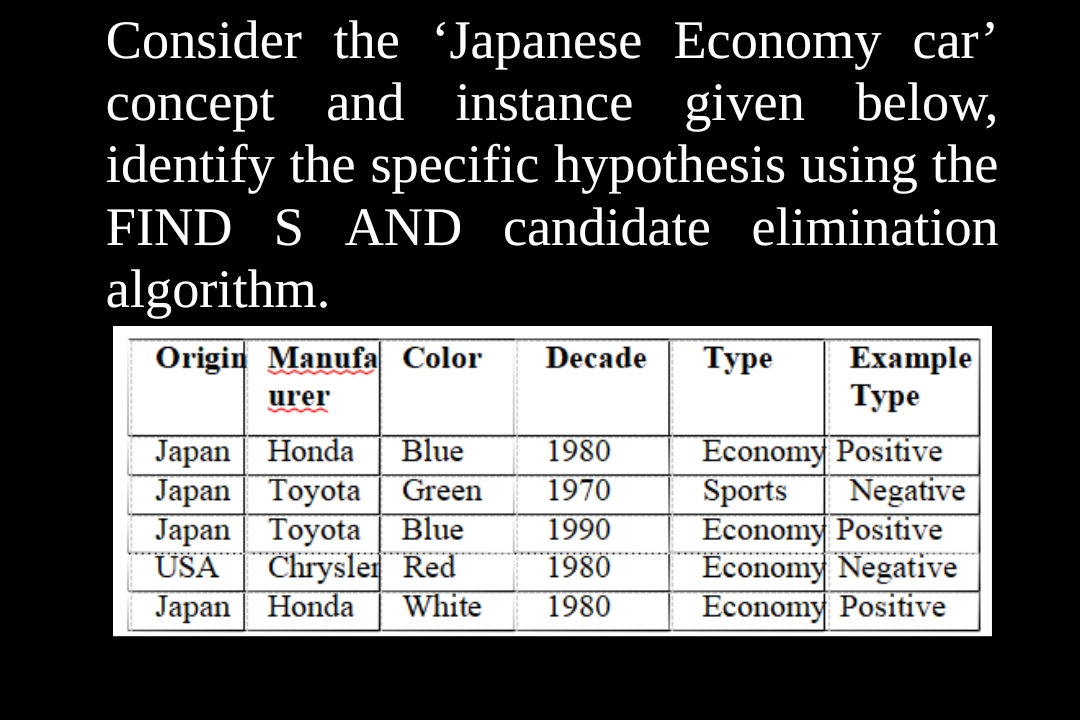 Consider the ‘Japanese Economy car’
concept and instance given below,
identify the specific hypothesis using the
FIND S AND candidate elimination
algorithm.
Origin Manufa Color Decade Type Example
urer Type
Japan Honda Blue 1980 Economy Positive
Japan Toyota Green 1970 Sports Negative
Japan Toyota Blue 1990 Economy Positive
USA Chrysler Red 1980 Economy Negative
Japan Honda White 1980 Economy Positive